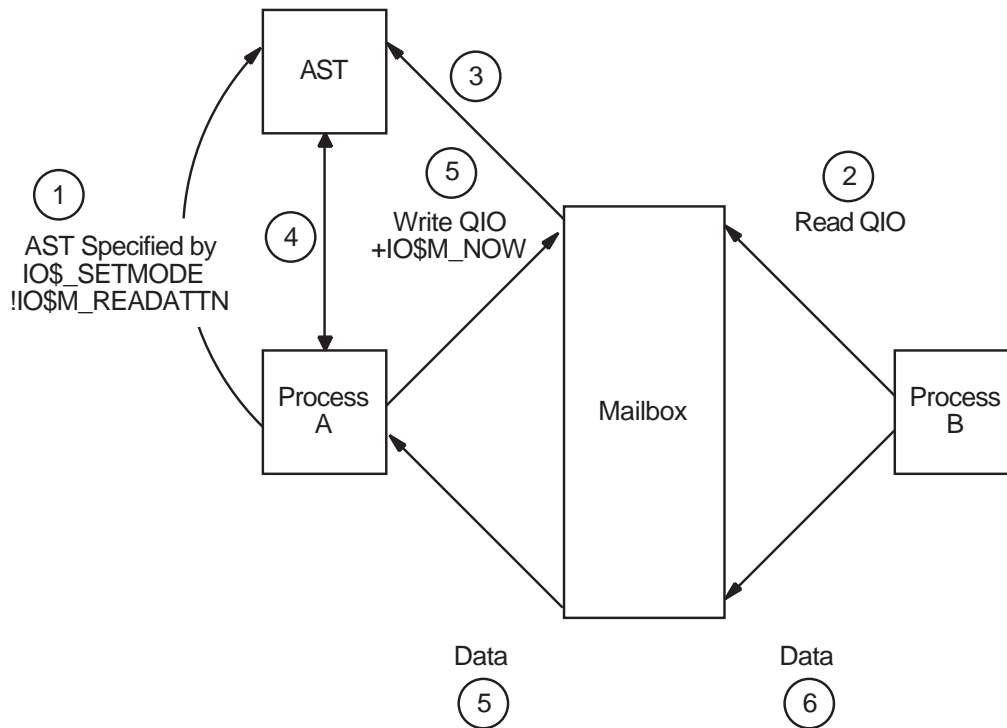 AST
3
1
AST Specified by
IO$_SETMODE
!IO$M_READATTN
4
5
Write QIO
+IO$M_NOW
2
Read QIO
Process
A
Mailbox
Process
B
Data
5
Data
6